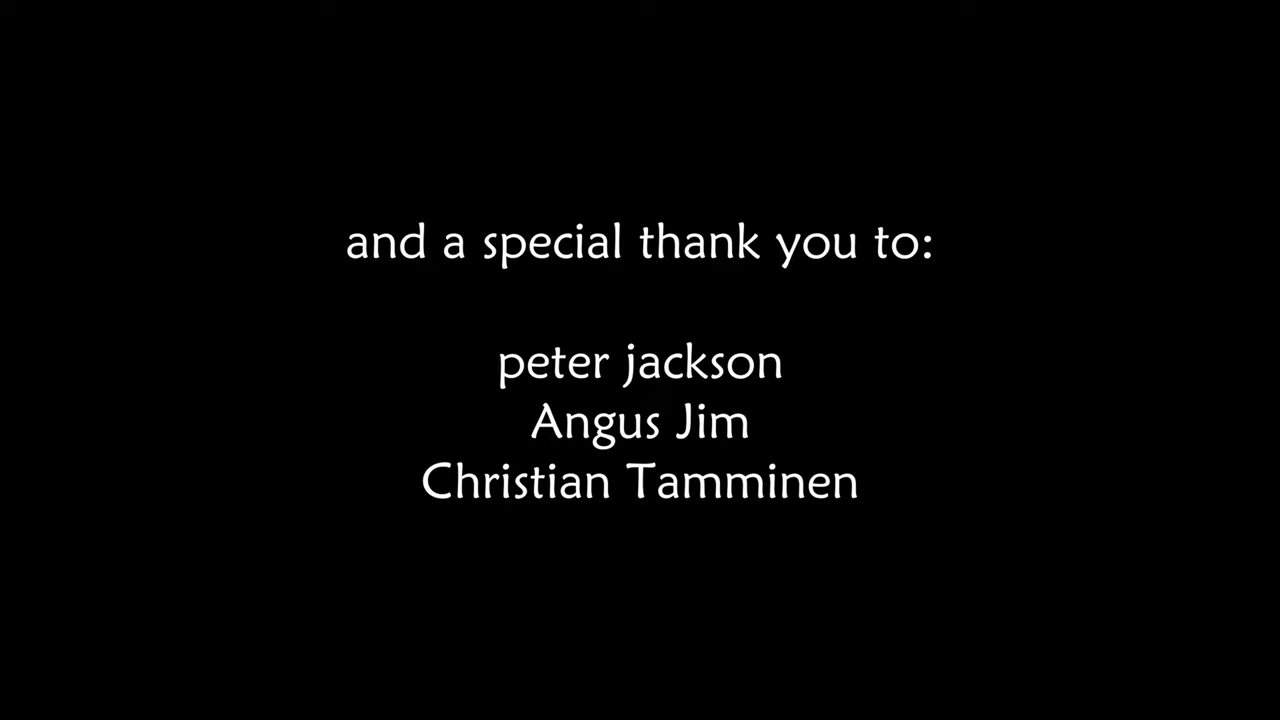 and a special thank you to:
peter jackson
Angus Jim
Christian Tamminen